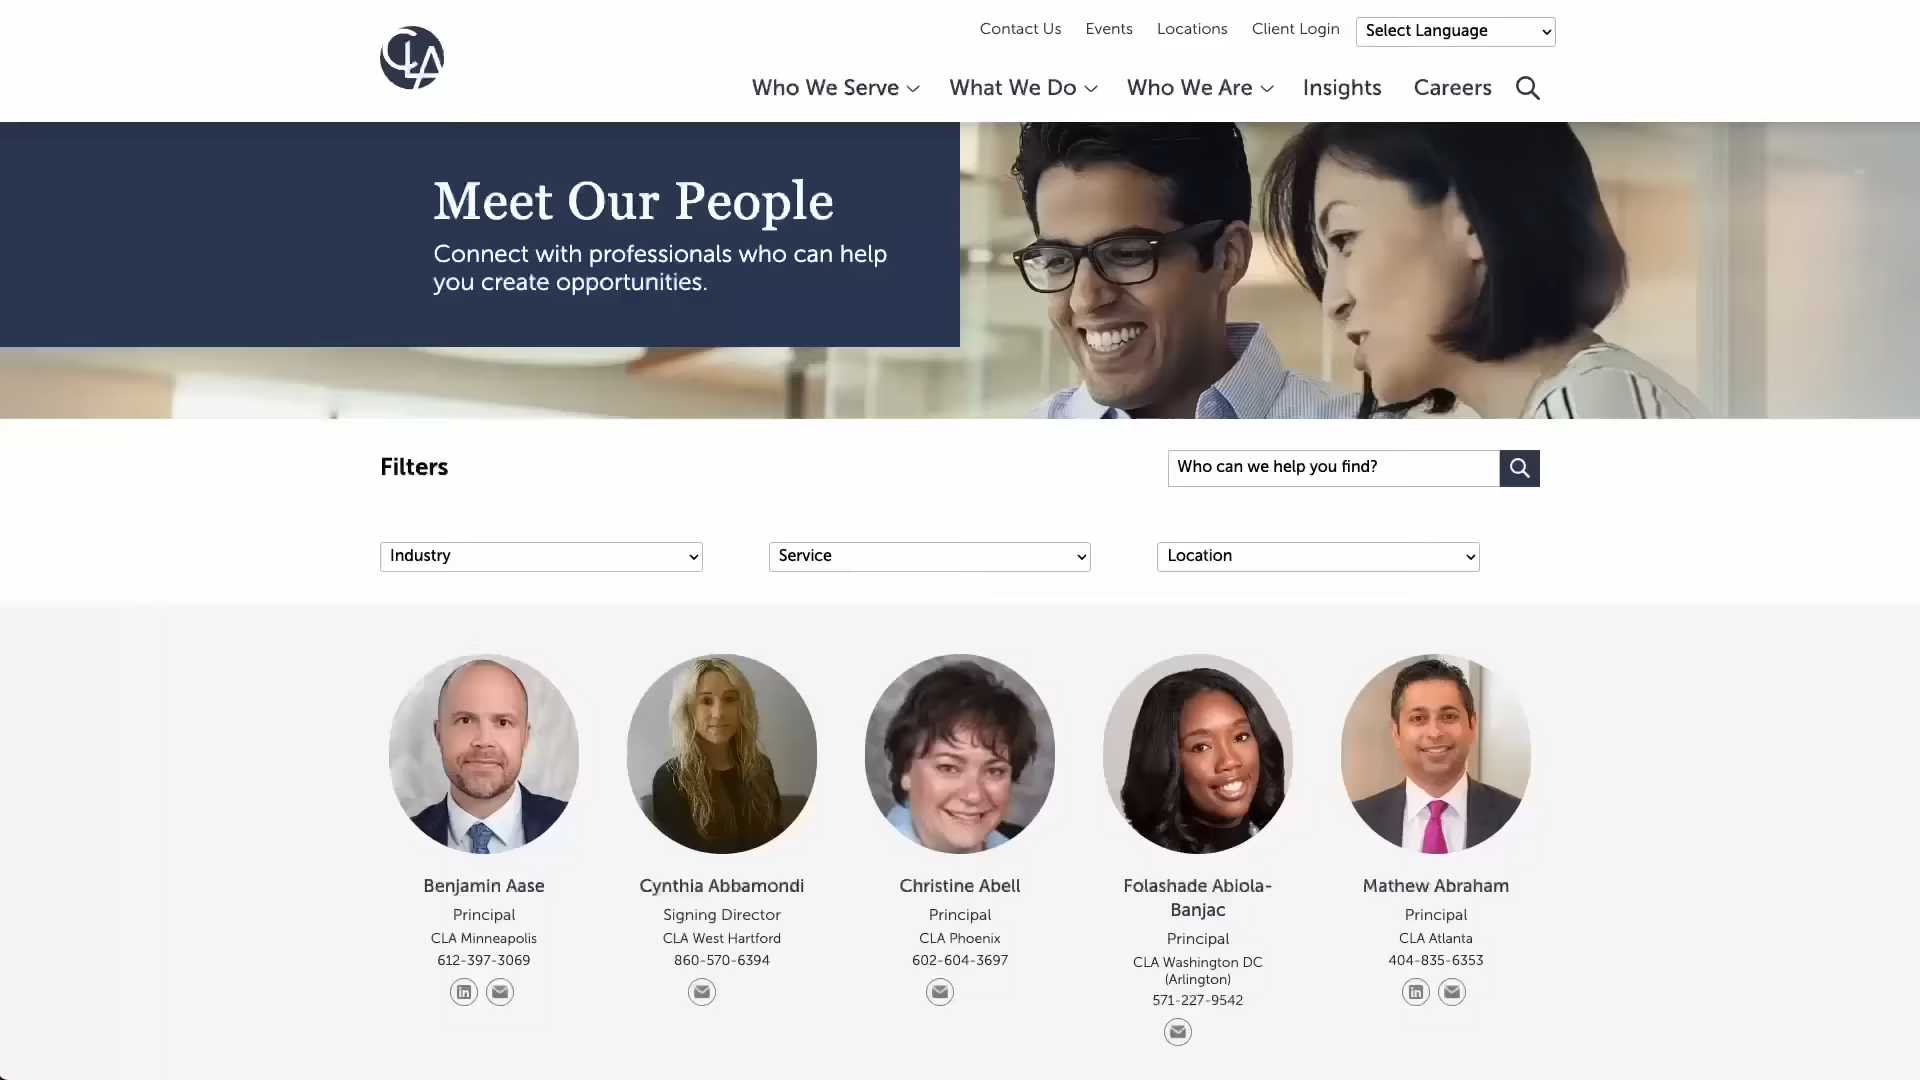 CLA
Contact Us
Events
Locations
Client Login
Select Language
Who We Serve
What We Do
Who We Are
Insights
Careers
Meet Our People
Connect with professionals who can help
you create opportunities.
Filters
Who can we help you find?
Industry
Service
Location
Benjamin Aase
Principal
CLA Minneapolis
612-397-3069
in
Cynthia Abbamondi
Signing Director
CLA West Hartford
860-570-6394
Christine Abell
Principal
CLA Phoenix
602-604-3697
Folashade Abiola-
Banjac
Principal
CLA Washington DC
(Arlington)
571-227-9542
Mathew Abraham
Principal
CLA Atlanta
404-835-6353
in